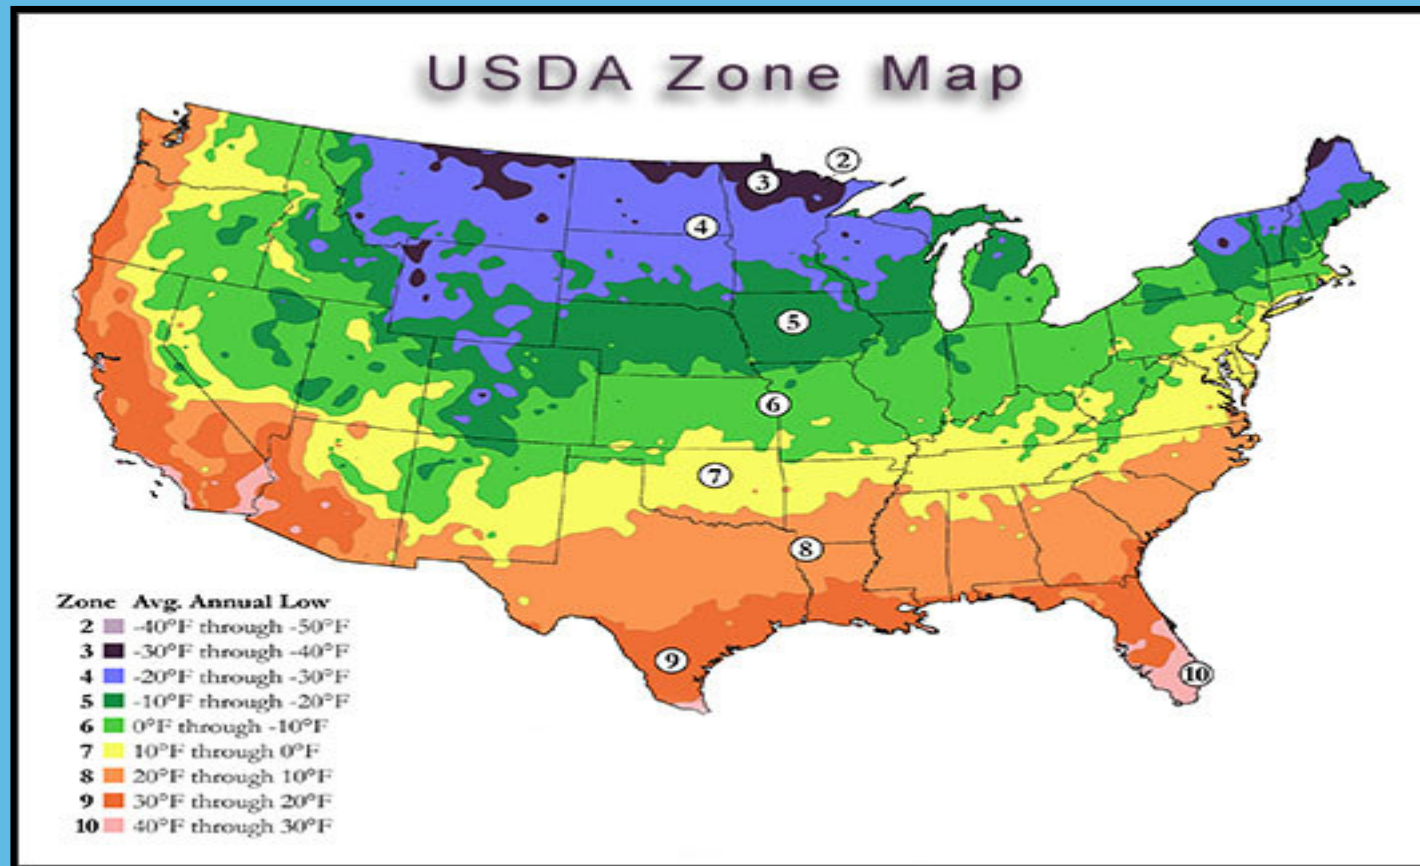 USDA Zone Map
2
3
4
5
6
7
8
9
10
Zone Avg. Annual Low
2 -40°F through -50°F
3 -30°F through -40°F
4 -20°F through -30°F
5 -10°F through -20°F
6 0°F through -10°F
7 10°F through 0°F
8 20°F through 10°F
9 30°F through 20°F
10 40°F through 30°F